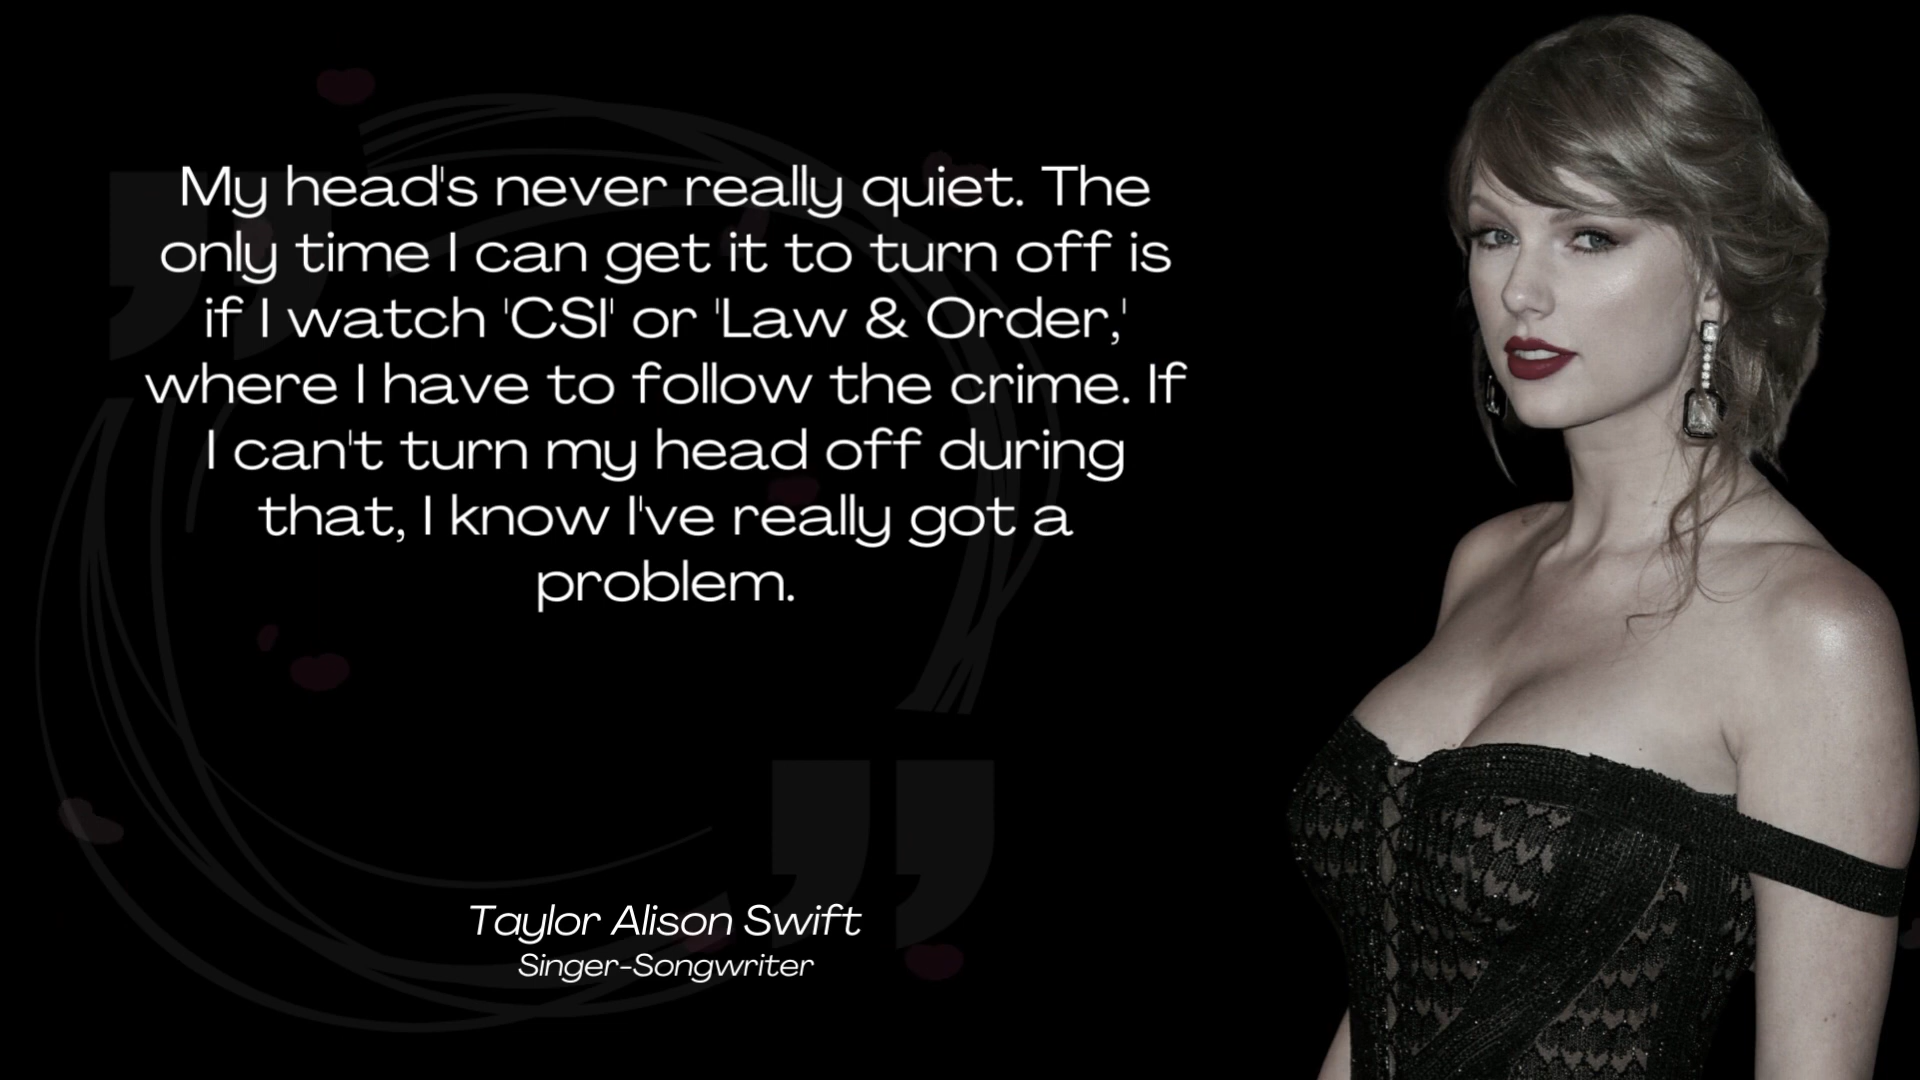 My head's never really quiet. The
only time I can get it to turn off is
if I watch 'CSI' or 'Law & Order,'
where I have to follow the crime. If
I can't turn my head off during
that, I know I've really got a
problem.
Taylor Alison Swift
Singer-Songwriter